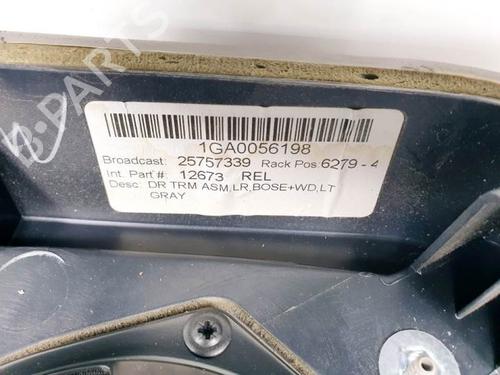 B-PARTS
1GA0056198
Broadcast: 25757339 Rack Pos: 6279 - 4
Int. Part #: 12673 REL
Desc: DR TRM ASM,LR,BOSE+WD,LT
GRAY